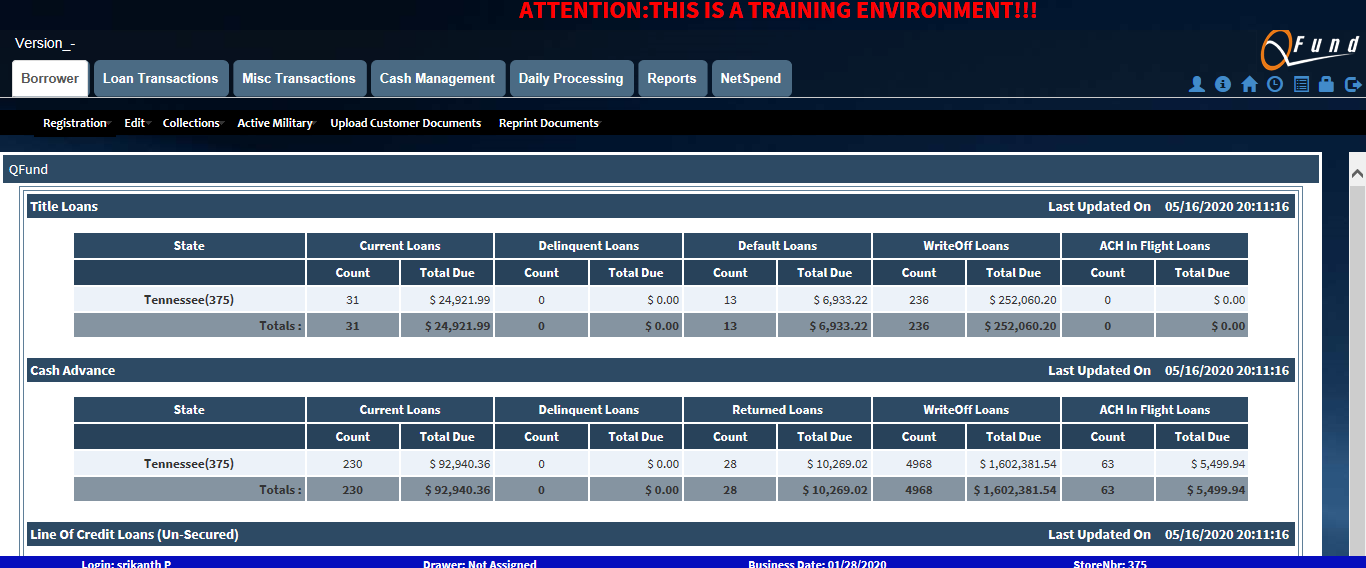 ATTENTION:THIS IS A TRAINING ENVIRONMENT!!!
Version_-
QFund
Borrower Loan Transactions Misc Transactions Cash Management Daily Processing Reports NetSpend
Registration Edit Collections Active Military Upload Customer Documents Reprint Documents
QFund
Title Loans Last Updated On 05/16/2020 20:11:16
State Current Loans Delinquent Loans Default Loans WriteOff Loans ACH In Flight Loans
Count Total Due Count Total Due Count Total Due Count Total Due Count Total Due
Tennessee(375) 31 $ 24,921.99 0 $ 0.00 13 $ 6,933.22 236 $ 252,060.20 0 $ 0.00
Totals : 31 $ 24,921.99 0 $ 0.00 13 $ 6,933.22 236 $ 252,060.20 0 $ 0.00
Cash Advance Last Updated On 05/16/2020 20:11:16
State Current Loans Delinquent Loans Returned Loans WriteOff Loans ACH In Flight Loans
Count Total Due Count Total Due Count Total Due Count Total Due Count Total Due
Tennessee(375) 230 $ 92,940.36 0 $ 0.00 28 $ 10,269.02 4968 $ 1,602,381.54 63 $ 5,499.94
Totals : 230 $ 92,940.36 0 $ 0.00 28 $ 10,269.02 4968 $ 1,602,381.54 63 $ 5,499.94
Line Of Credit Loans (Un-Secured) Last Updated On 05/16/2020 20:11:16
Login: srikanth P Drawer: Not Assigned Business Date: 01/28/2020 StoreNbr: 375